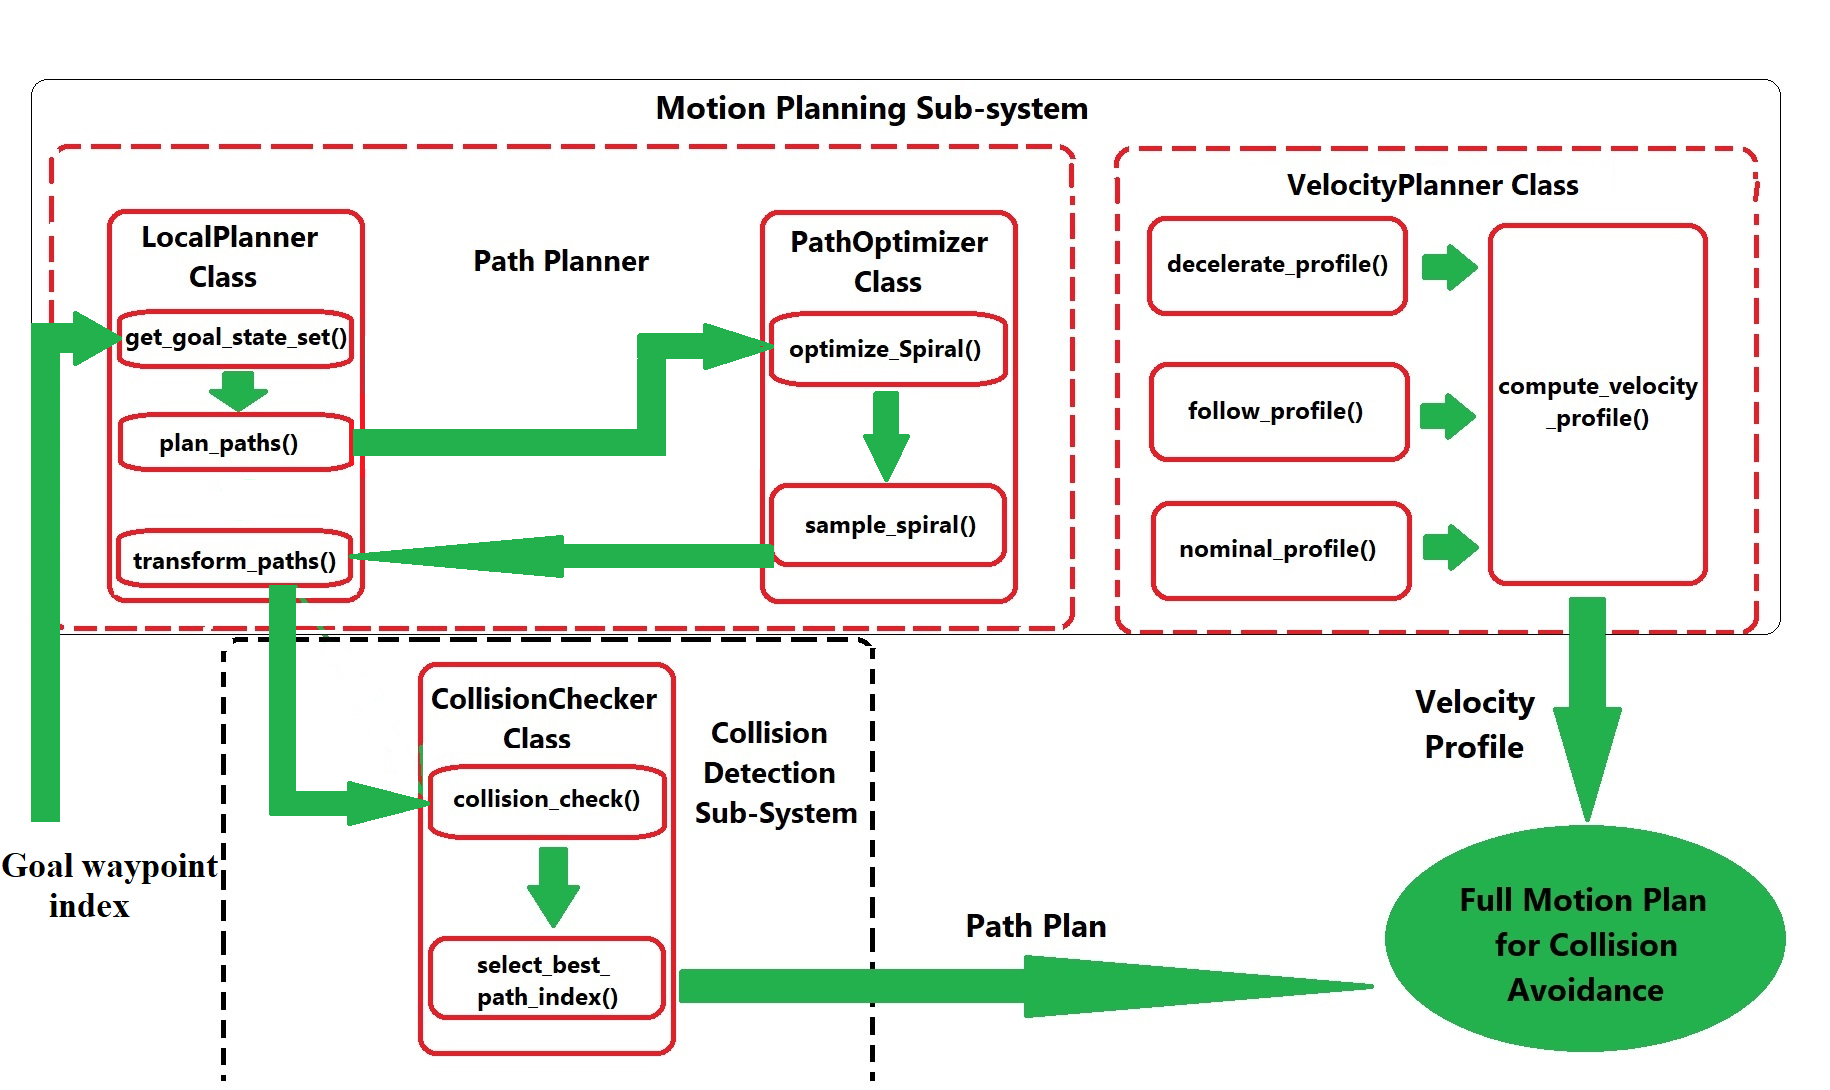 Motion Planning Sub-system
LocalPlanner
Class
get_goal_state_set()
plan_paths()
transform_paths()
Path Planner
PathOptimizer
Class
optimize_Spiral()
sample_spiral()
VelocityPlanner Class
decelerate_profile()
follow_profile()
nominal_profile()
compute_velocity
_profile()
Goal waypoint
index
CollisionChecker
Class
collision_check()
select_best_
path_index()
Collision
Detection
Sub-System
Path Plan
Velocity
Profile
Full Motion Plan
for Collision
Avoidance